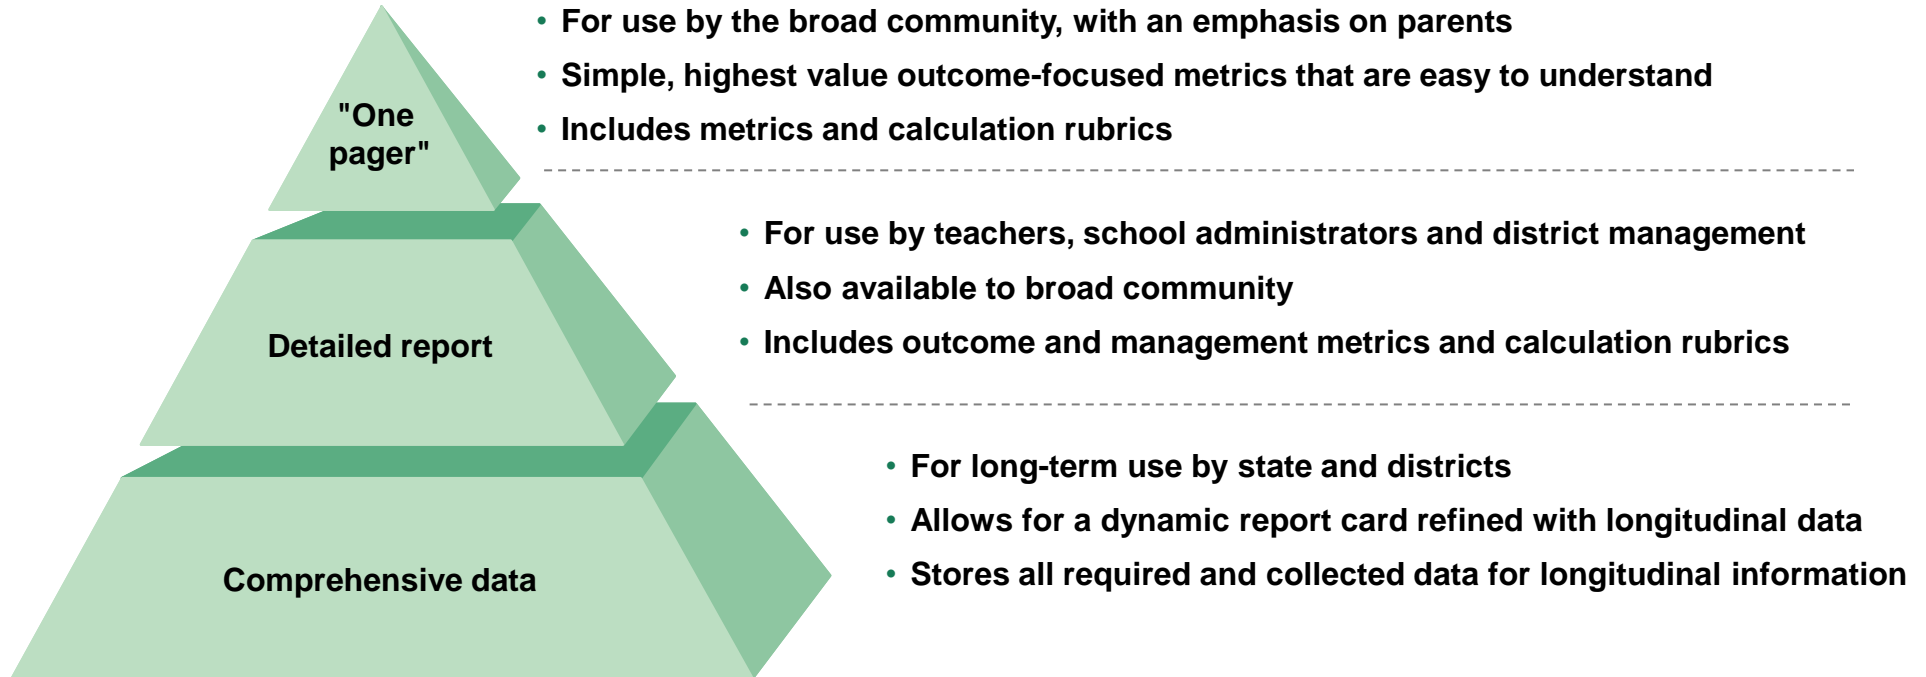 • For use by the broad community, with an emphasis on parents
• Simple, highest value outcome-focused metrics that are easy to understand
• Includes metrics and calculation rubrics
"One
pager"
• For use by teachers, school administrators and district management
• Also available to broad community
• Includes outcome and management metrics and calculation rubrics
Detailed report
• For long-term use by state and districts
• Allows for a dynamic report card refined with longitudinal data
• Stores all required and collected data for longitudinal information
Comprehensive data